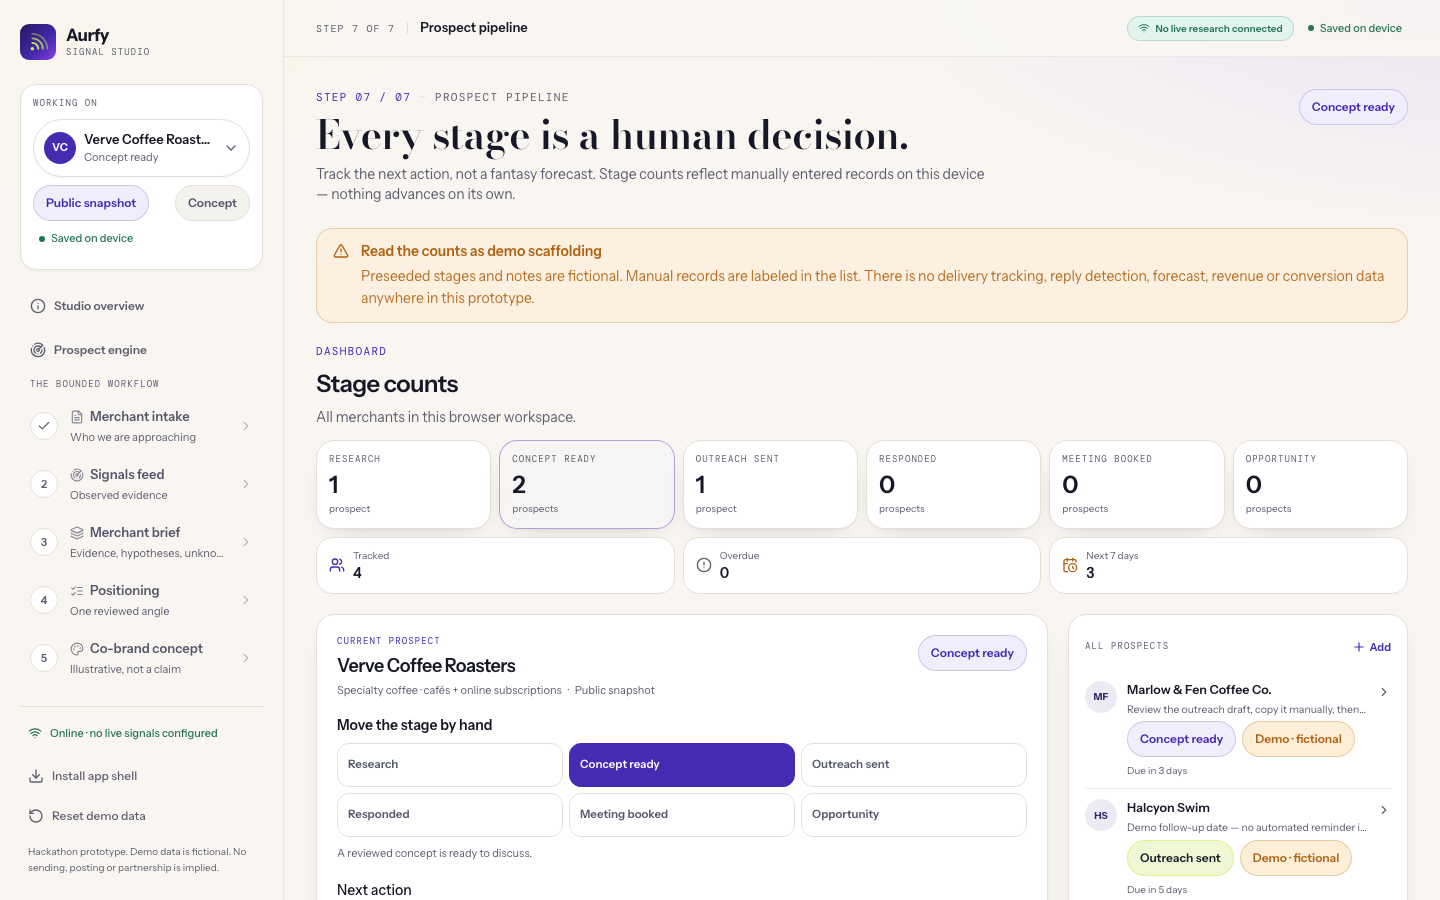 Aurfy
SIGNAL STUDIO
WORKING ON
VC
Verve Coffee Roast...
Concept ready
Public snapshot
Concept
Saved on device
Studio overview
Prospect engine
THE BOUNDED WORKFLOW
Merchant intake
Who we are approaching
2
Signals feed
Observed evidence
3
Merchant brief
Evidence, hypotheses, unkno...
4
Positioning
One reviewed angle
5
Co-brand concept
Illustrative, not a claim
Online · no live signals configured
Install app shell
Reset demo data
Hackathon prototype. Demo data is fictional. No
sending, posting or partnership is implied.
STEP 7 OF 7
Prospect pipeline
No live research connected
Saved on device
STEP 07 / 07 — PROSPECT PIPELINE
Concept ready
Every stage is a human decision.
Track the next action, not a fantasy forecast. Stage counts reflect manually entered records on this device
— nothing advances on its own.
Read the counts as demo scaffolding
Preseeded stages and notes are fictional. Manual records are labeled in the list. There is no delivery tracking, reply detection, forecast, revenue or conversion data
anywhere in this prototype.
DASHBOARD
Stage counts
All merchants in this browser workspace.
RESEARCH
1
prospect
CONCEPT READY
2
prospects
OUTREACH SENT
1
prospect
RESPONDED
0
prospects
MEETING BOOKED
0
prospects
OPPORTUNITY
0
prospects
Tracked
4
Overdue
0
Next 7 days
3
CURRENT PROSPECT
Verve Coffee Roasters
Specialty coffee · cafés + online subscriptions · Public snapshot
Concept ready
Move the stage by hand
Research
Concept ready
Outreach sent
Responded
Meeting booked
Opportunity
A reviewed concept is ready to discuss.
Next action
ALL PROSPECTS
Add
MF
Marlow & Fen Coffee Co.
Review the outreach draft, copy it manually, then...
Concept ready
Demo · fictional
Due in 3 days
HS
Halcyon Swim
Demo follow-up date — no automated reminder i...
Outreach sent
Demo · fictional
Due in 5 days